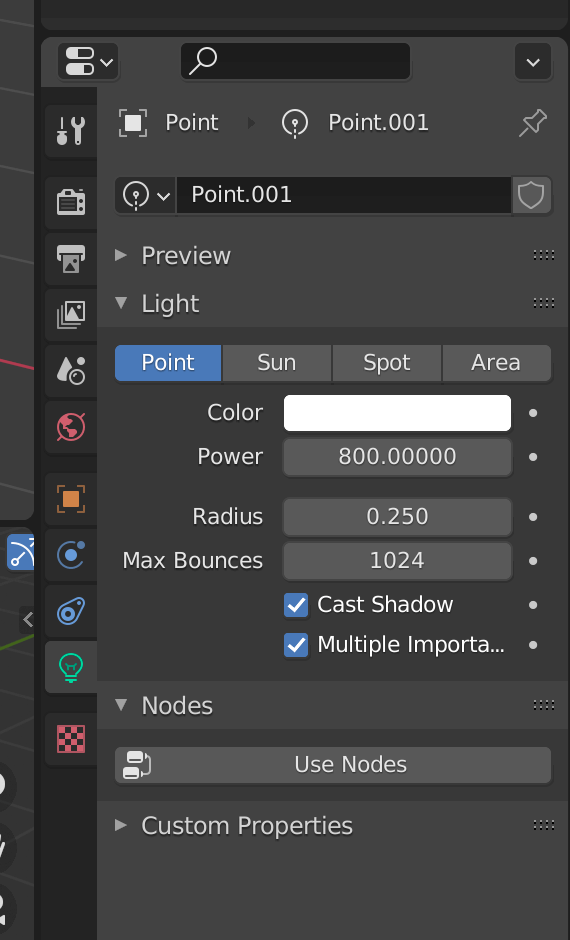 Point Point.001
Point.001
Preview
Light
Point Sun Spot Area
Color
Power 800.00000
Radius 0.250
Max Bounces 1024
Cast Shadow
Multiple Importa...
Nodes
Use Nodes
Custom Properties